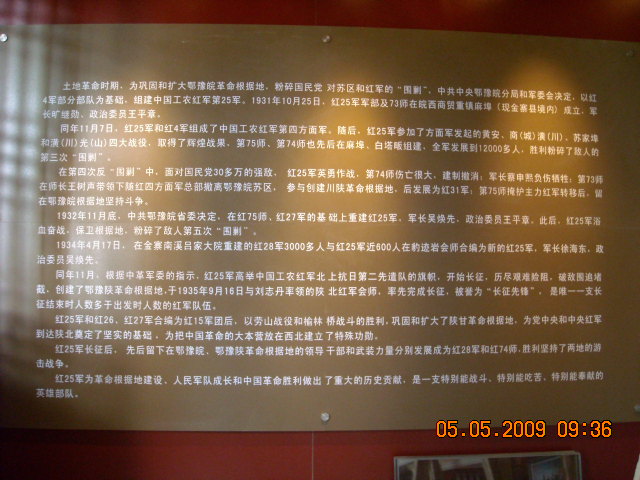 土地革命时期，为巩固和扩大鄂豫皖革命根据地，粉碎国民党 对苏区和红军的“围剿”、中共中央鄂豫皖分局和军委会决定，以红
4军部分部队为基础，组建中国工农红军第25军。1931年10月25日，红25军军部及73师在皖西商贸重镇麻埠（现金寨县境内）成立，军
长旷继勋、政治委员王平章。
同年11月7日，红25军和红4军组成了中国工农红军第四方面军。随后，红25军参加了方面军发起的黄安、商(城)潢(川)、苏家埠
和潢(川)光(山)四大战役，取得了辉煌战果，第75师、第74师也先后在麻埠、白塔畈组建，全军发展到12000多人，胜利粉碎了敌人的
第三次“围剿”。
在第四次反“围剿”中，面对国民党30多万的强敌， 红25军英勇作战，第74师伤亡很大，建制撤消；军长蔡申熙负伤牺牲；第73师
在师长王树声带领下随红四方面军总部撤离鄂豫皖苏区， 参与创建川陕革命根据地，后发展为红31军；第75师掩护主力红军转移后，留
在鄂豫皖根据地坚持斗争。
1932年11月底，中共鄂豫皖省委决定，在红75师、红27军的基础上重建红25军，军长吴焕先、政治委员王平章。此后，红25军浴
血奋战，保卫根据地，粉碎了敌人第五次“围剿”。
1934年4月17日，在金寨南溪吕家大院重建的红28军3000多人与红25军近600人在豹迹岩会师合编为新的红25军，军长徐海东，政
治委员吴焕先。
同年11月，根据中革军委的指示，红25军高举中国工农红军北上抗日第二先遣队的旗帜，开始长征，历尽艰难险阻，破敌围追堵
截，创建了鄂豫陕革命根据地,于1935年9月16日与刘志丹率领的陕 北红军会师，率先完成长征，被誉为“长征先锋”，是唯一一支长
征结束时人数多于出发时人数的红军队伍。
红25军和红26、红27军合编为红15军团后，以劳山战役和榆林 桥战斗的胜利，巩固和扩大了陕甘革命根据地，为党中央和中央红军
到达陕北奠定了坚实的基础，为把中国革命的大本营放在西北立了了特殊功勋。
红25军长征后， 先后留下在鄂豫皖、鄂豫陕革命根据地的领导干部和武装力量分别发展成为红28军和红74师，胜利坚持了两地的游
击战争。
红25军为革命根据地建设、人民军队成长和中国革命胜利做出了重大的历史贡献，是一支特别能战斗、特别能吃苦、特别能奉献的
英雄部队。
05.05.2009 09:36